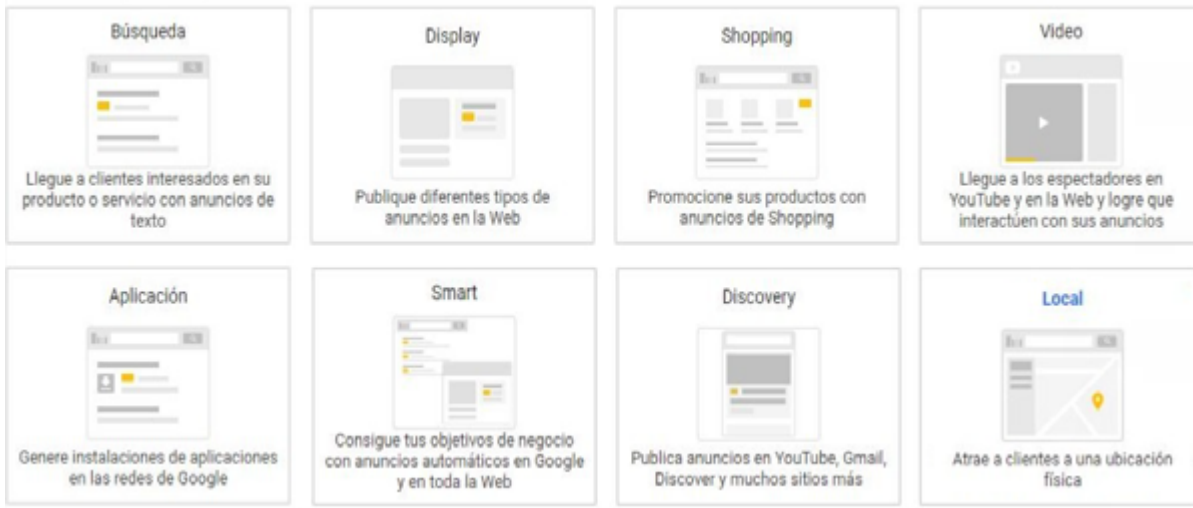 Búsqueda
Llegue a clientes interesados en su
producto o servicio con anuncios de
texto
Display
Publique diferentes tipos de
anuncios en la Web
Shopping
Promocione sus productos con
anuncios de Shopping
Video
Llegue a los espectadores en
YouTube y en la Web y logre que
interactúen con sus anuncios
Aplicación
Genere instalaciones de aplicaciones
en las redes de Google
Smart
Consigue tus objetivos de negocio
con anuncios automáticos en Google
y en toda la Web
Discovery
Publica anuncios en YouTube, Gmail,
Discover y muchos sitios más
Local
Atrae a clientes a una ubicación
física